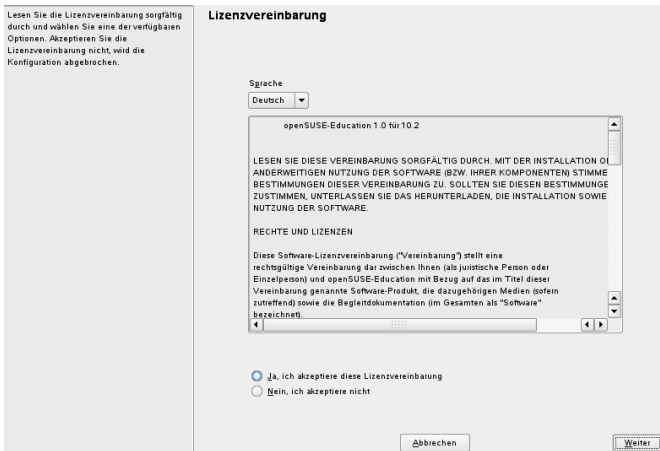 Lesen Sie die Lizenzvereinbarung sorgfältig
durch und wählen Sie eine der verfügbaren
Optionen. Akzeptieren Sie die
Lizenzvereinbarung nicht, wird die
Konfiguration abgebrochen.
Lizenzvereinbarung
Sprache
Deutsch
openSUSE-Education 1.0 für 10.2
LESEN SIE DIESE VEREINBARUNG SORGFÄLTIG DURCH. MIT DER INSTALLATION
ANDERWEITIGEN NUTZUNG DER SOFTWARE (BZW. IHRER KOMPONENTEN) STIMME
BESTIMMUNGEN DIESER VEREINBARUNG ZU. SOLLTEN SIE DIESEN BESTIMMUNGE
ZUSTIMMEN, UNTERLASSEN SIE DAS HERUNTERLADEN, DIE INSTALLATION SOWIE
NUTZUNG DER SOFTWARE.
RECHTE UND LIZENZEN
Diese Software-Lizenzvereinbarung ("Vereinbarung") stellt eine
rechtsgültige Vereinbarung dar zwischen Ihnen (als juristische Person oder
Einzelperson) und openSUSE-Education mit Bezug auf das im Titel dieser
Vereinbarung genannte Software-Produkt, die dazugehörigen Medien (sofern
zutreffend) sowie die Begleitdokumentation (im Gesamten als "Software"
bezeichnet).
Ja, ich akzeptiere diese Lizenzvereinbarung
Nein, ich akzeptiere nicht
Abbrechen
Weiter